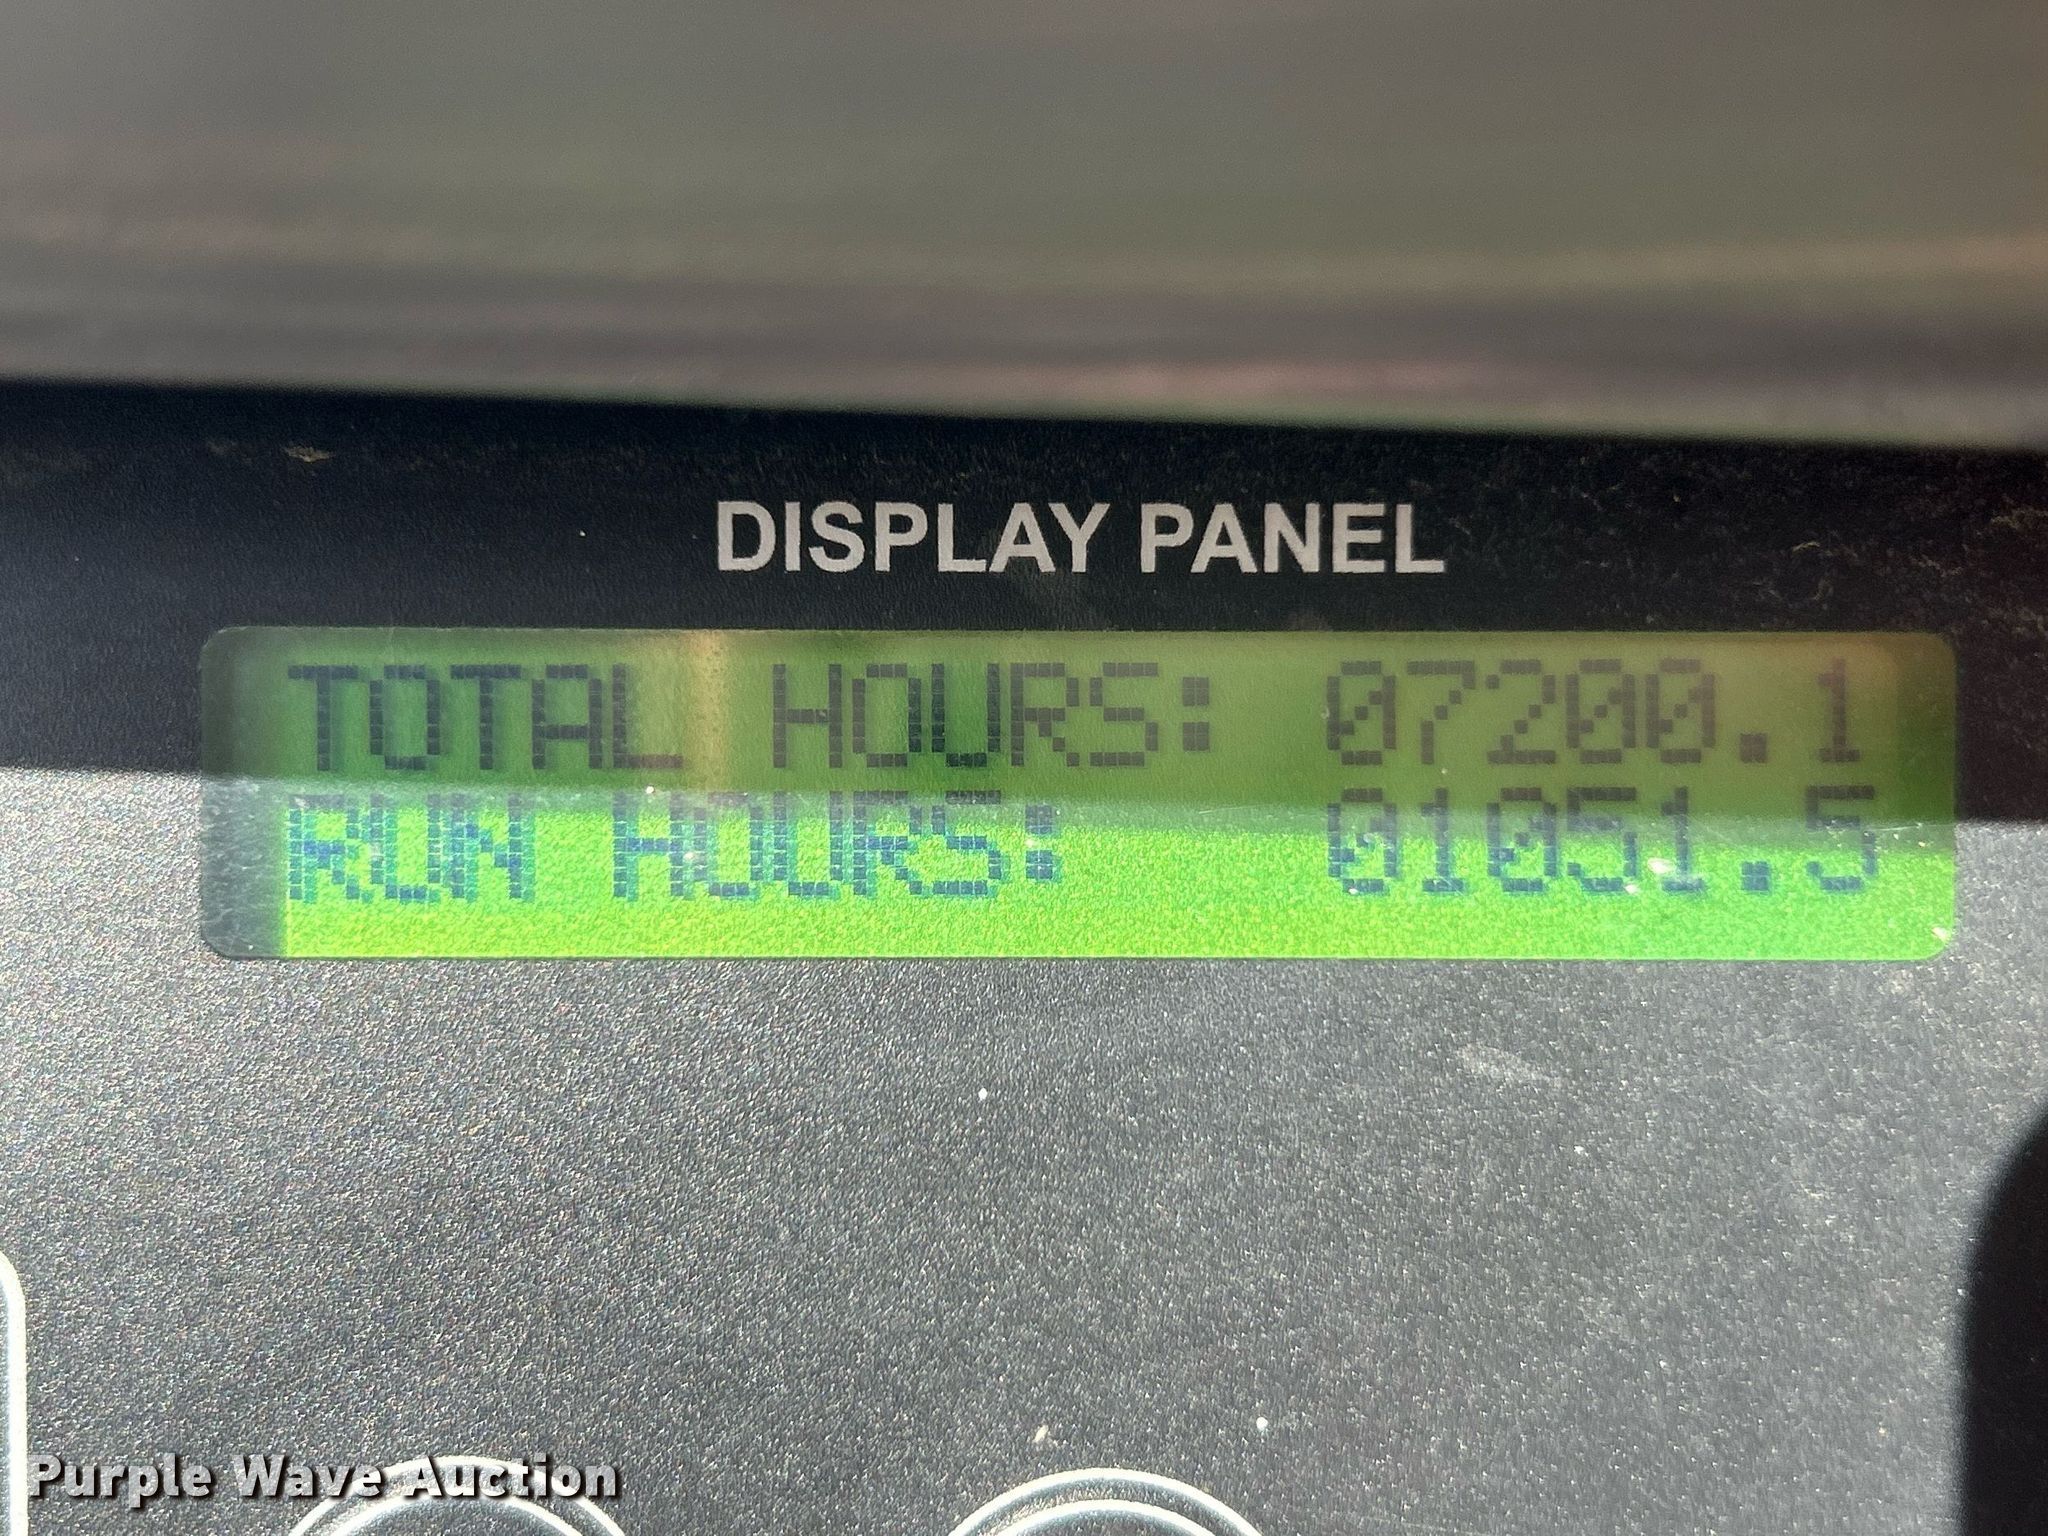 DISPLAY PANEL
TOTAL HOURS: 07200.1
RUN HOURS: 01051.5
Purple Wave Auction